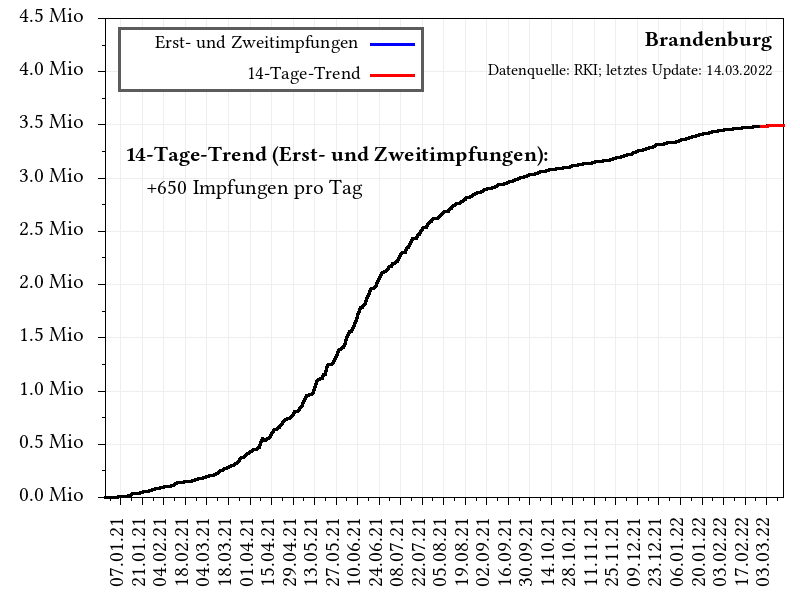 4.5 Mio
4.0 Mio
3.5 Mio
3.0 Mio
2.5 Mio
2.0 Mio
1.5 Mio
1.0 Mio
0.5 Mio
0.0 Mio
Erst- und Zweitimpfungen
14-Tage-Trend
Brandenburg
Datenquelle: RKI; letztes Update: 14.03.2022
14-Tage-Trend (Erst- und Zweitimpfungen):
+650 Impfungen pro Tag
07.01.21
21.01.21
04.02.21
18.02.21
04.03.21
18.03.21
01.04.21
15.04.21
29.04.21
13.05.21
27.05.21
10.06.21
24.06.21
08.07.21
22.07.21
05.08.21
19.08.21
02.09.21
16.09.21
30.09.21
14.10.21
28.10.21
11.11.21
25.11.21
09.12.21
23.12.21
06.01.22
20.01.22
03.02.22
17.02.22
03.03.22